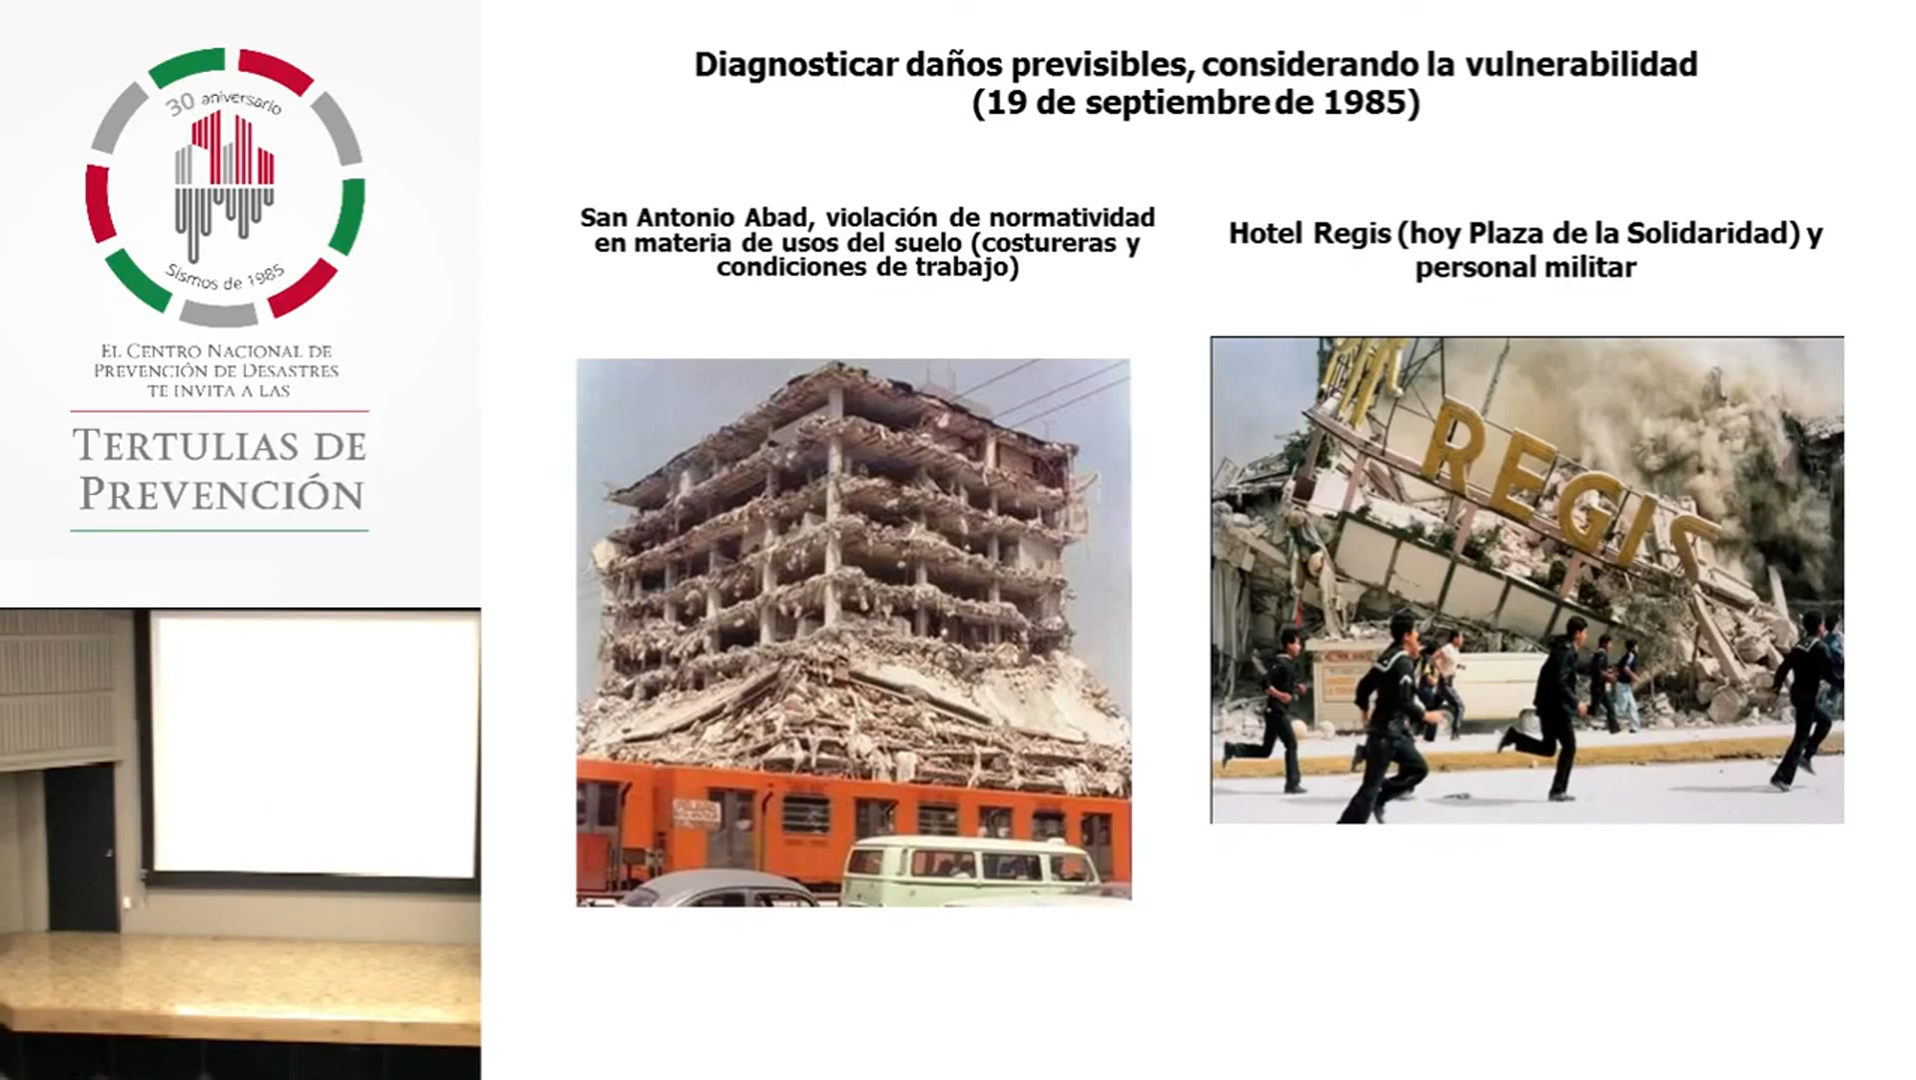 30 aniversario
Sismos de 1985
EL CENTRO NACIONAL DE
PREVENCIÓN DE DESASTRES
TE INVITA A LAS
TERTULIAS DE
PREVENCIÓN
Diagnosticar daños previsibles, considerando la vulnerabilidad
(19 de septiembre de 1985)
San Antonio Abad, violación de normatividad
en materia de usos del suelo (costureras y
condiciones de trabajo)
Hotel Regis (hoy Plaza de la Solidaridad) y
personal militar
REGIS